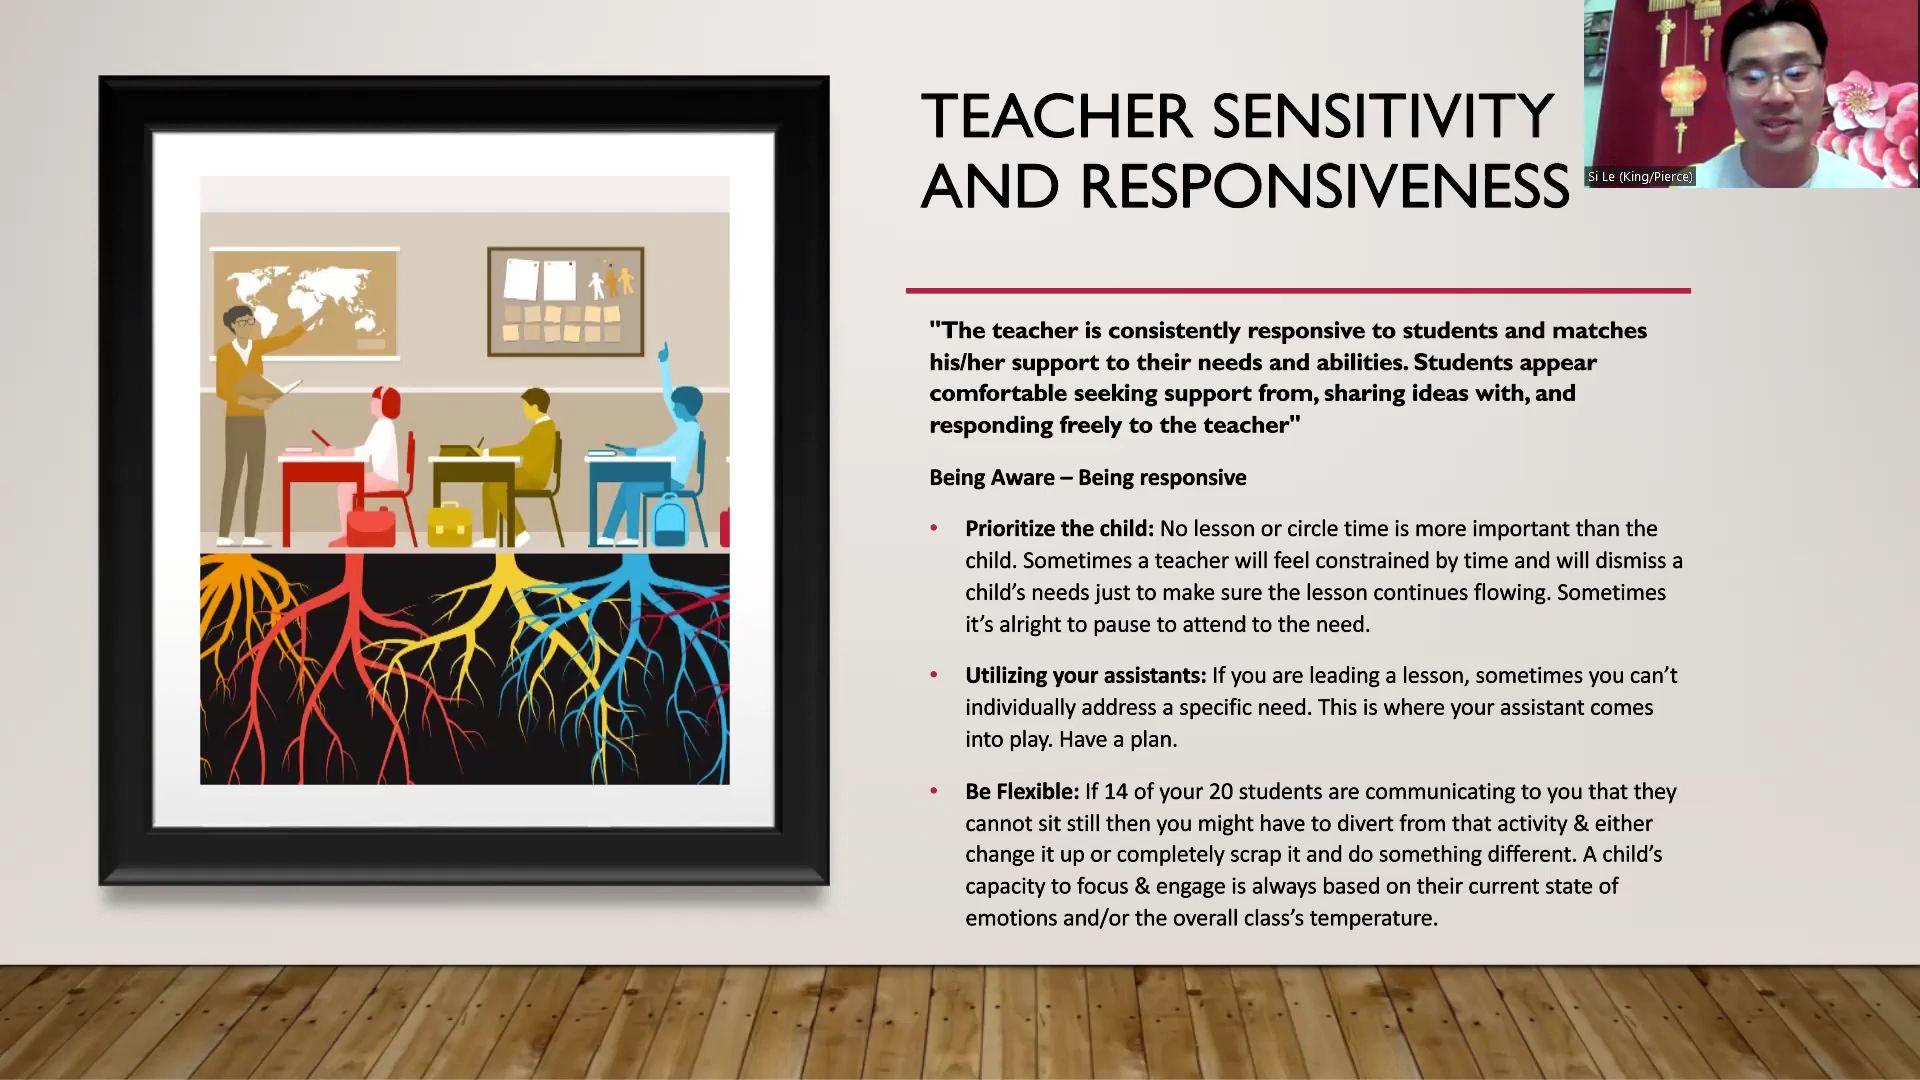 TEACHER SENSITIVITY
AND RESPONSIVENESS
Si Le (King/Pierce)
"The teacher is consistently responsive to students and matches
his/her support to their needs and abilities. Students appear
comfortable seeking support from, sharing ideas with, and
responding freely to the teacher"
Being Aware – Being responsive
• Prioritize the child: No lesson or circle time is more important than the
child. Sometimes a teacher will feel constrained by time and will dismiss a
child’s needs just to make sure the lesson continues flowing. Sometimes
it’s alright to pause to attend to the need.
• Utilizing your assistants: If you are leading a lesson, sometimes you can’t
individually address a specific need. This is where your assistant comes
into play. Have a plan.
• Be Flexible: If 14 of your 20 students are communicating to you that they
cannot sit still then you might have to divert from that activity & either
change it up or completely scrap it and do something different. A child’s
capacity to focus & engage is always based on their current state of
emotions and/or the overall class’s temperature.